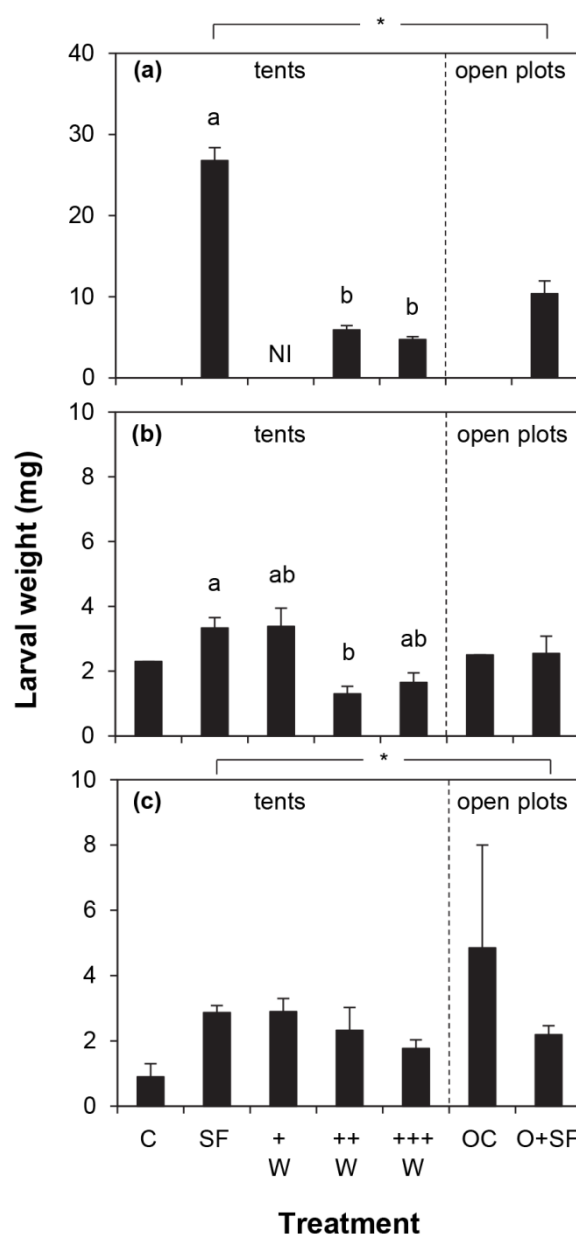 *
(a) tents open plots
40
a
30
20
10
b b
NI
0
(b) tents open plots
10
8
6
4
a ab
b ab
2
0
Larval weight (mg)
*
(c) tents open plots
10
8
6
4
2
0
C SF + ++ +++ OC O+SF
W W W
Treatment